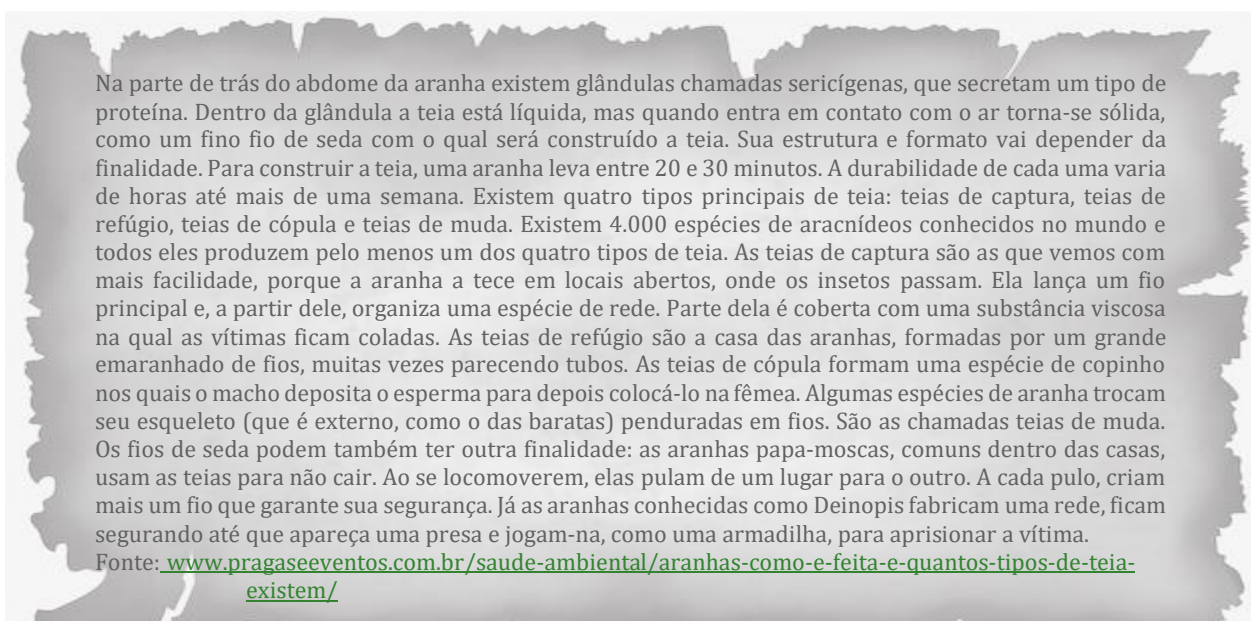 Na parte de trás do abdome da aranha existem glândulas chamadas sericígenas, que secretam um tipo de
proteína. Dentro da glândula a teia está líquida, mas quando entra em contato com o ar torna-se sólida,
como um fino fio de seda com o qual será construído a teia. Sua estrutura e formato vai depender da
finalidade. Para construir a teia, uma aranha leva entre 20 e 30 minutos. A durabilidade de cada uma varia
de horas até mais de uma semana. Existem quatro tipos principais de teia: teias de captura, teias de
refúgio, teias de cópula e teias de muda. Existem 4.000 espécies de aracnídeos conhecidos no mundo e
todos eles produzem pelo menos um dos quatro tipos de teia. As teias de captura são as que vemos com
mais facilidade, porque a aranha a tece em locais abertos, onde os insetos passam. Ela lança um fio
principal e, a partir dele, organiza uma espécie de rede. Parte dela é coberta com uma substância viscosa
na qual as vítimas ficam coladas. As teias de refúgio são a casa das aranhas, formadas por um grande
emaranhado de fios, muitas vezes parecendo tubos. As teias de cópula formam uma espécie de copinho
nos quais o macho deposita o esperma para depois colocá-lo na fêmea. Algumas espécies de aranha trocam
seu esqueleto (que é externo, como o das baratas) penduradas em fios. São as chamadas teias de muda.
Os fios de seda podem também ter outra finalidade: as aranhas papa-moscas, comuns dentro das casas,
usam as teias para não cair. Ao se locomoverem, elas pulam de um lugar para o outro. A cada pulo, criam
mais um fio que garante sua segurança. Já as aranhas conhecidas como Deinopis fabricam uma rede, ficam
segurando até que apareça uma presa e jogam-na, como uma armadilha, para aprisionar a vítima.
Fonte: www.pragaseeventos.com.br/saude-ambiental/aranhas-como-e-feita-e-quantos-tipos-de-teia-
existem/